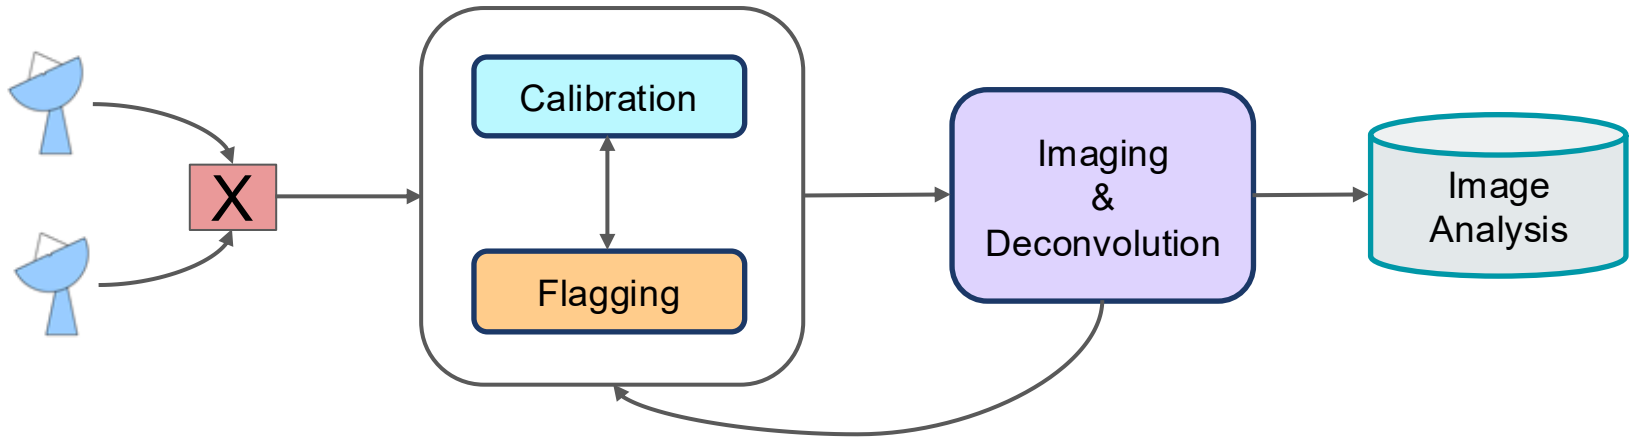 X
Calibration
Flagging
Imaging
&
Deconvolution
Image
Analysis